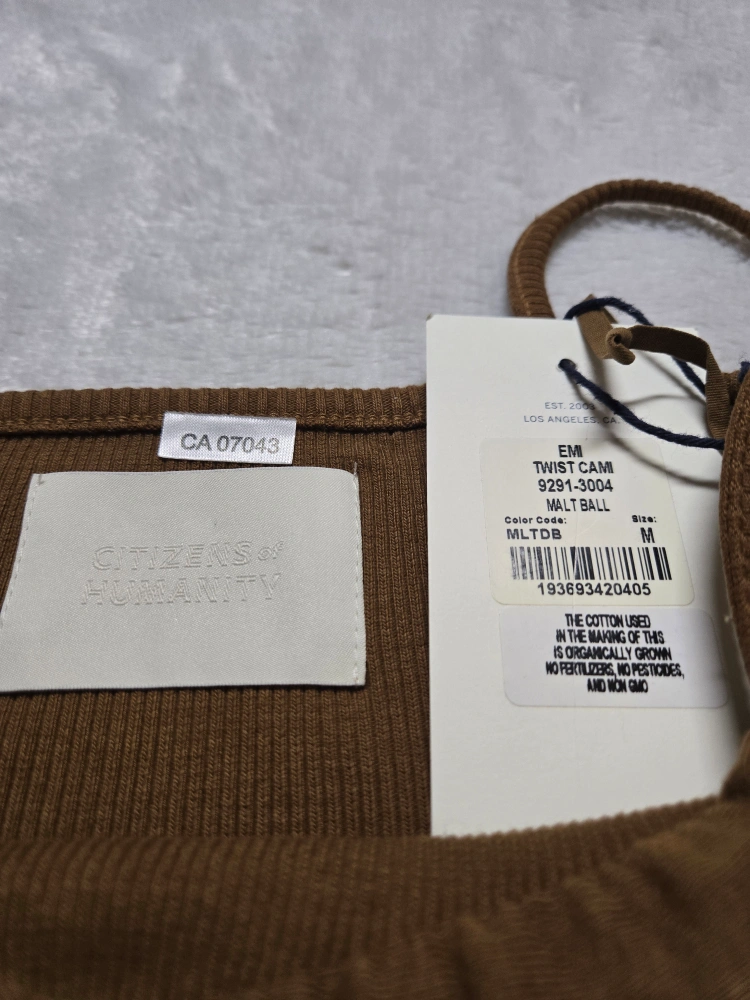 CA 07043
CITIZENS of
HUMANITY
EST. 2003
LOS ANGELES, CA.
EMI
TWIST CAMI
9291-3004
MALT BALL
Color Code: Size:
MLTDB M
193693420405
THE COTTON USED
IN THE MAKING OF THIS
IS ORGANICALLY GROWN
NO FERTILIZERS, NO PESTICIDES,
AND NON GMO